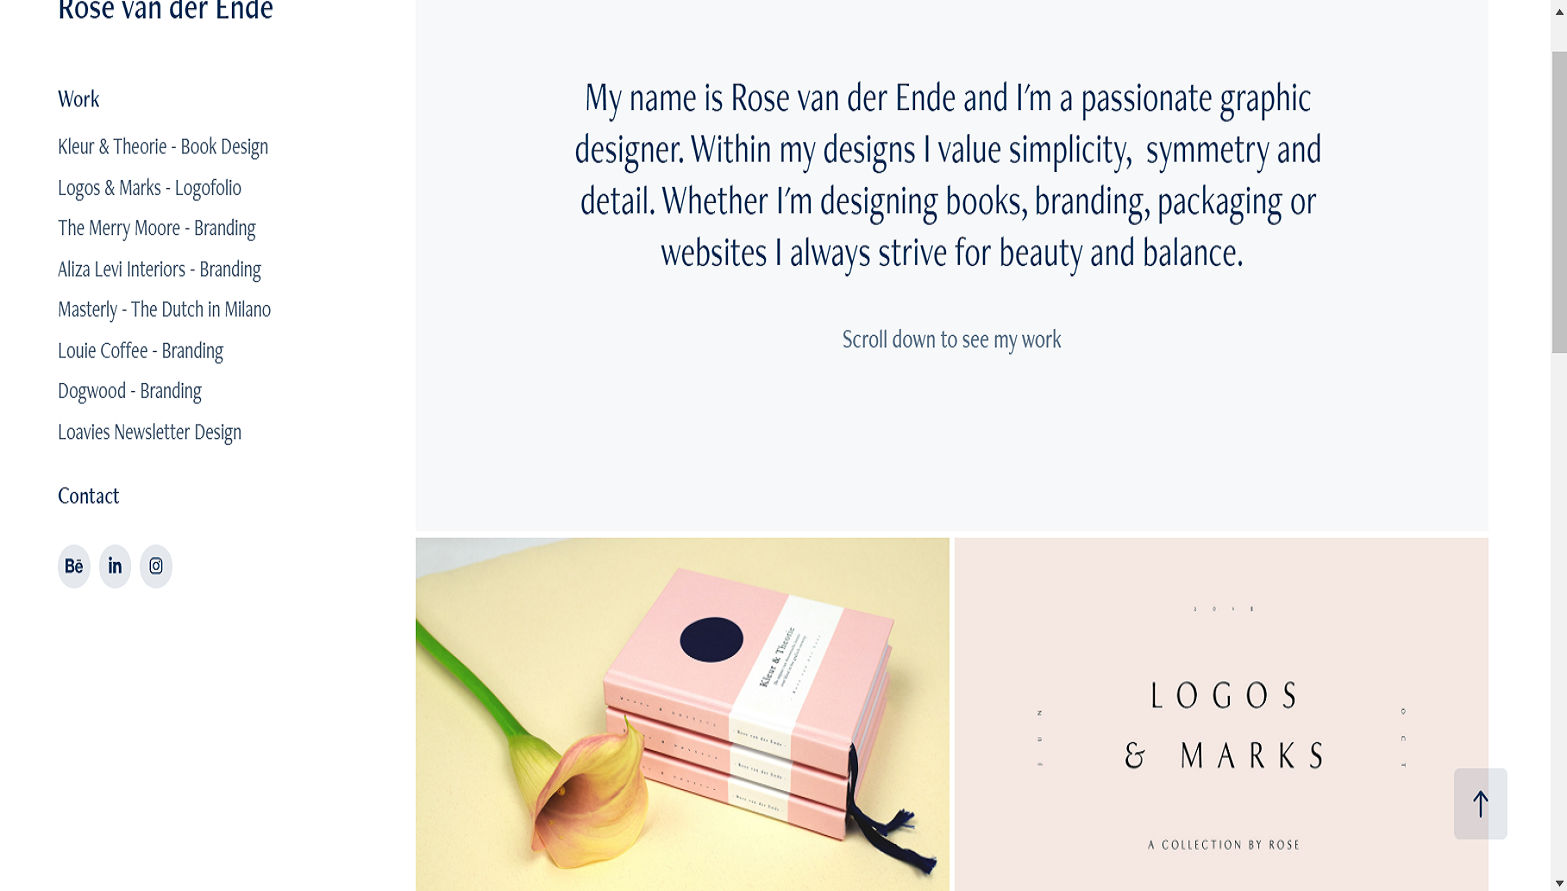 Rose van der Ende
Work
Kleur & Theorie - Book Design
Logos & Marks - Logofolio
The Merry Moore - Branding
Aliza Levi Interiors - Branding
Masterly - The Dutch in Milano
Louie Coffee - Branding
Dogwood - Branding
Loavies Newsletter Design
Contact
Bē
in
My name is Rose van der Ende and I'm a passionate graphic
designer. Within my designs I value simplicity,  symmetry and
detail. Whether I'm designing books, branding, packaging or
websites I always strive for beauty and balance.
Scroll down to see my work
Kleur & Theorie
Rose van der Ende
Rose van der Ende
Rose van der Ende
2018
LOGOS
& MARKS
OCT
A COLLECTION BY ROSE